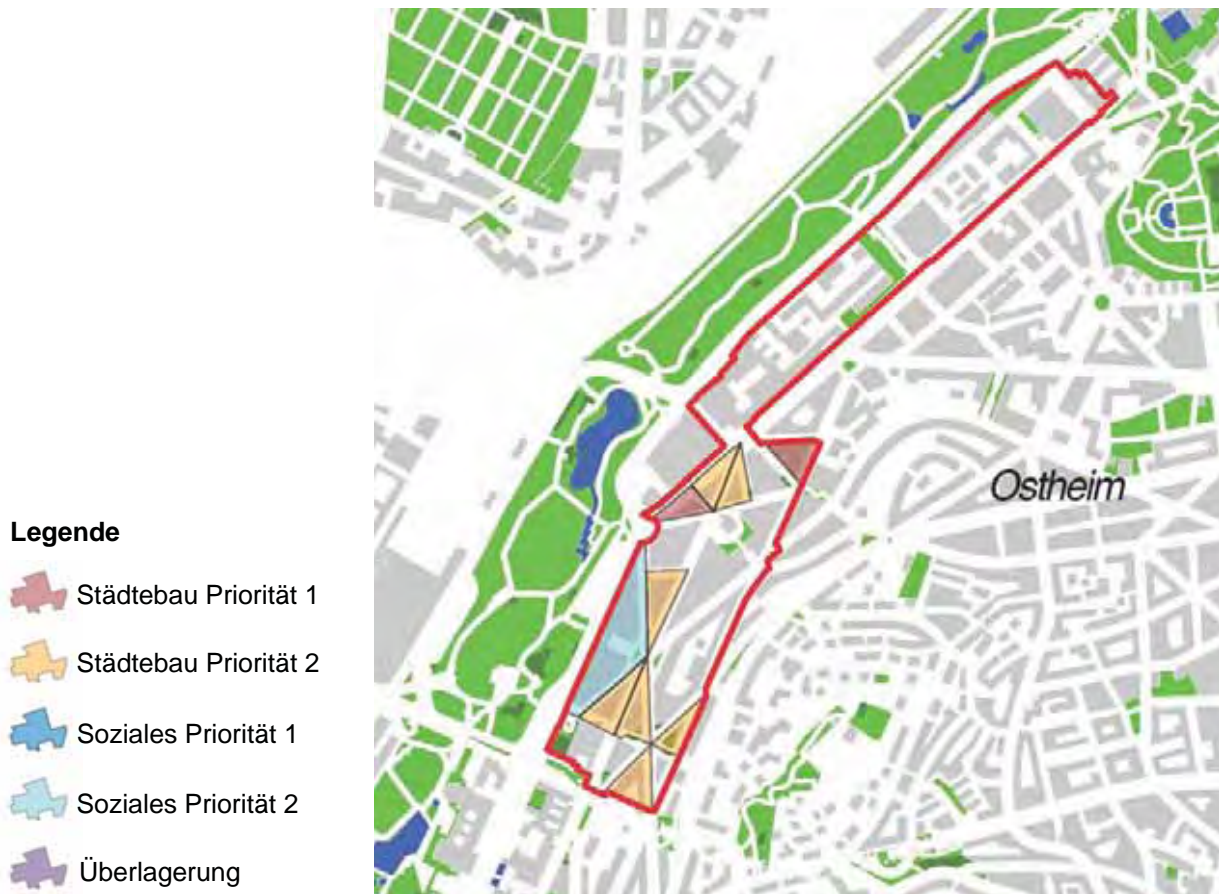 Ostheim
Legende
Städtebau Priorität 1
Städtebau Priorität 2
Soziales Priorität 1
Soziales Priorität 2
Überlagerung